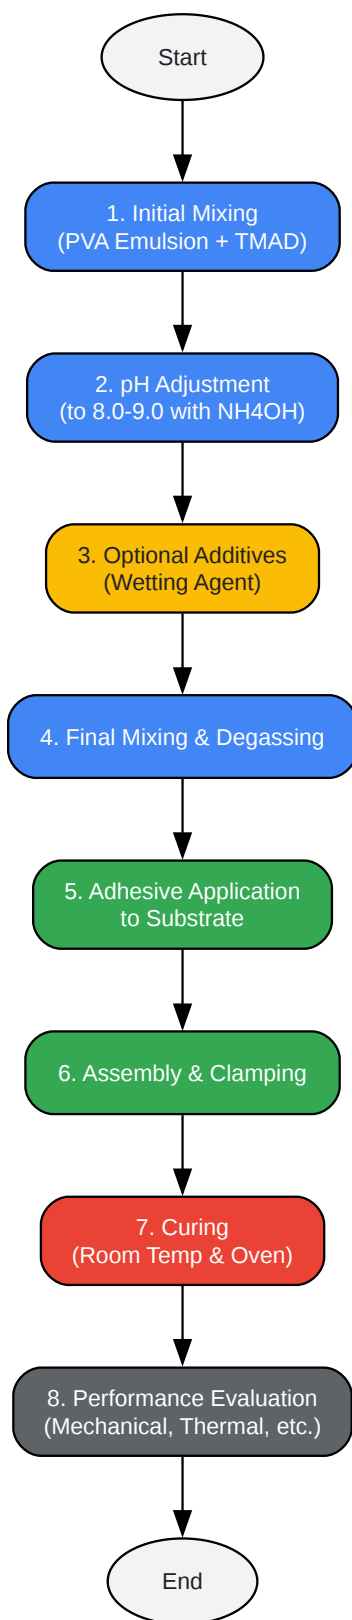 Start
1. Initial Mixing
(PVA Emulsion + TMAD)
2. pH Adjustment
(to 8.0-9.0 with NH4OH)
3. Optional Additives
(Wetting Agent)
4. Final Mixing & Degassing
5. Adhesive Application
to Substrate
6. Assembly & Clamping
7. Curing
(Room Temp & Oven)
8. Performance Evaluation
(Mechanical, Thermal, etc.)
End